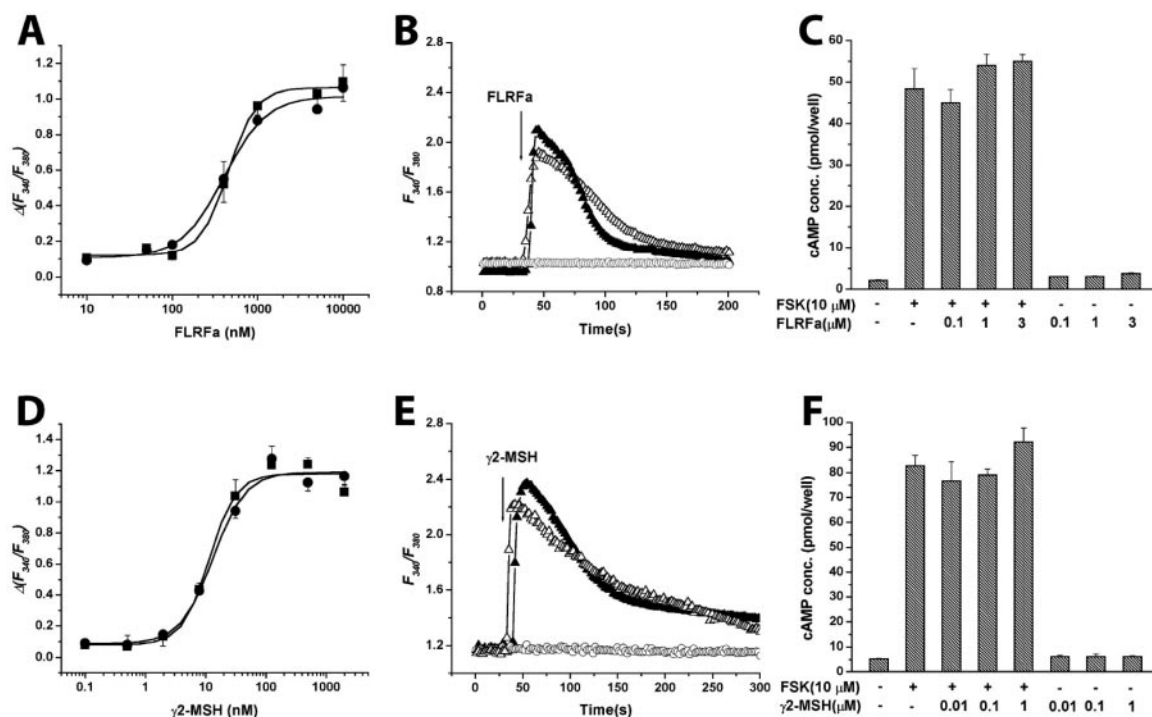 A
1.2
1.0
0.8
0.6
0.4
0.2
0.0
Δ(F340/F380)
10 100 1000 10000
FLRFa (nM)
B
2.8
2.4
2.0
1.6
1.2
0.8
F340/F380
FLRFa
0 50 100 150 200
Time(s)
C
60
50
40
30
20
10
0
cAMP conc. (pmol/well)
FSK(10 μM) - + + + + - - -
FLRFa(μM) - - 0.1 1 3 0.1 1 3
D
1.4
1.2
1.0
0.8
0.6
0.4
0.2
0.0
Δ(F340/F380)
0.1 1 10 100 1000
γ2-MSH (nM)
E
2.8
2.4
2.0
1.6
1.2
F340/F380
γ2-MSH
0 50 100 150 200 250 300
Time(s)
F
100
90
80
70
60
50
40
30
20
10
0
cAMP conc. (pmol/well)
FSK(10 μM) - + + + + - - -
γ2-MSH(μM) - - 0.01 0.1 1 0.01 0.1 1